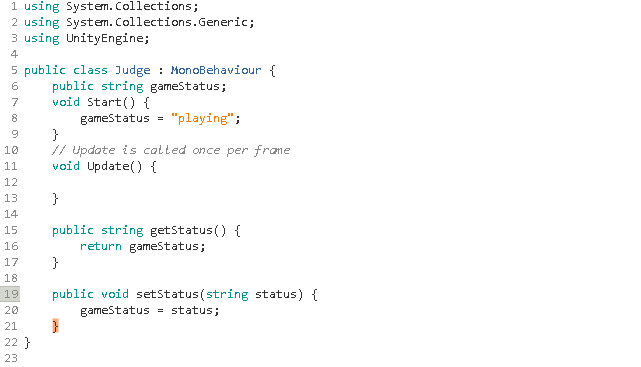 1 using System.Collections;
2 using System.Collections.Generic;
3 using UnityEngine;
4
5 public class Judge : MonoBehaviour {
6     public string gameStatus;
7     void Start() {
8         gameStatus = "playing";
9     }
10     // Update is called once per frame
11     void Update() {
12
13     }
14
15     public string getStatus() {
16         return gameStatus;
17     }
18
19     public void setStatus(string status) {
20         gameStatus = status;
21     }
22 }
23